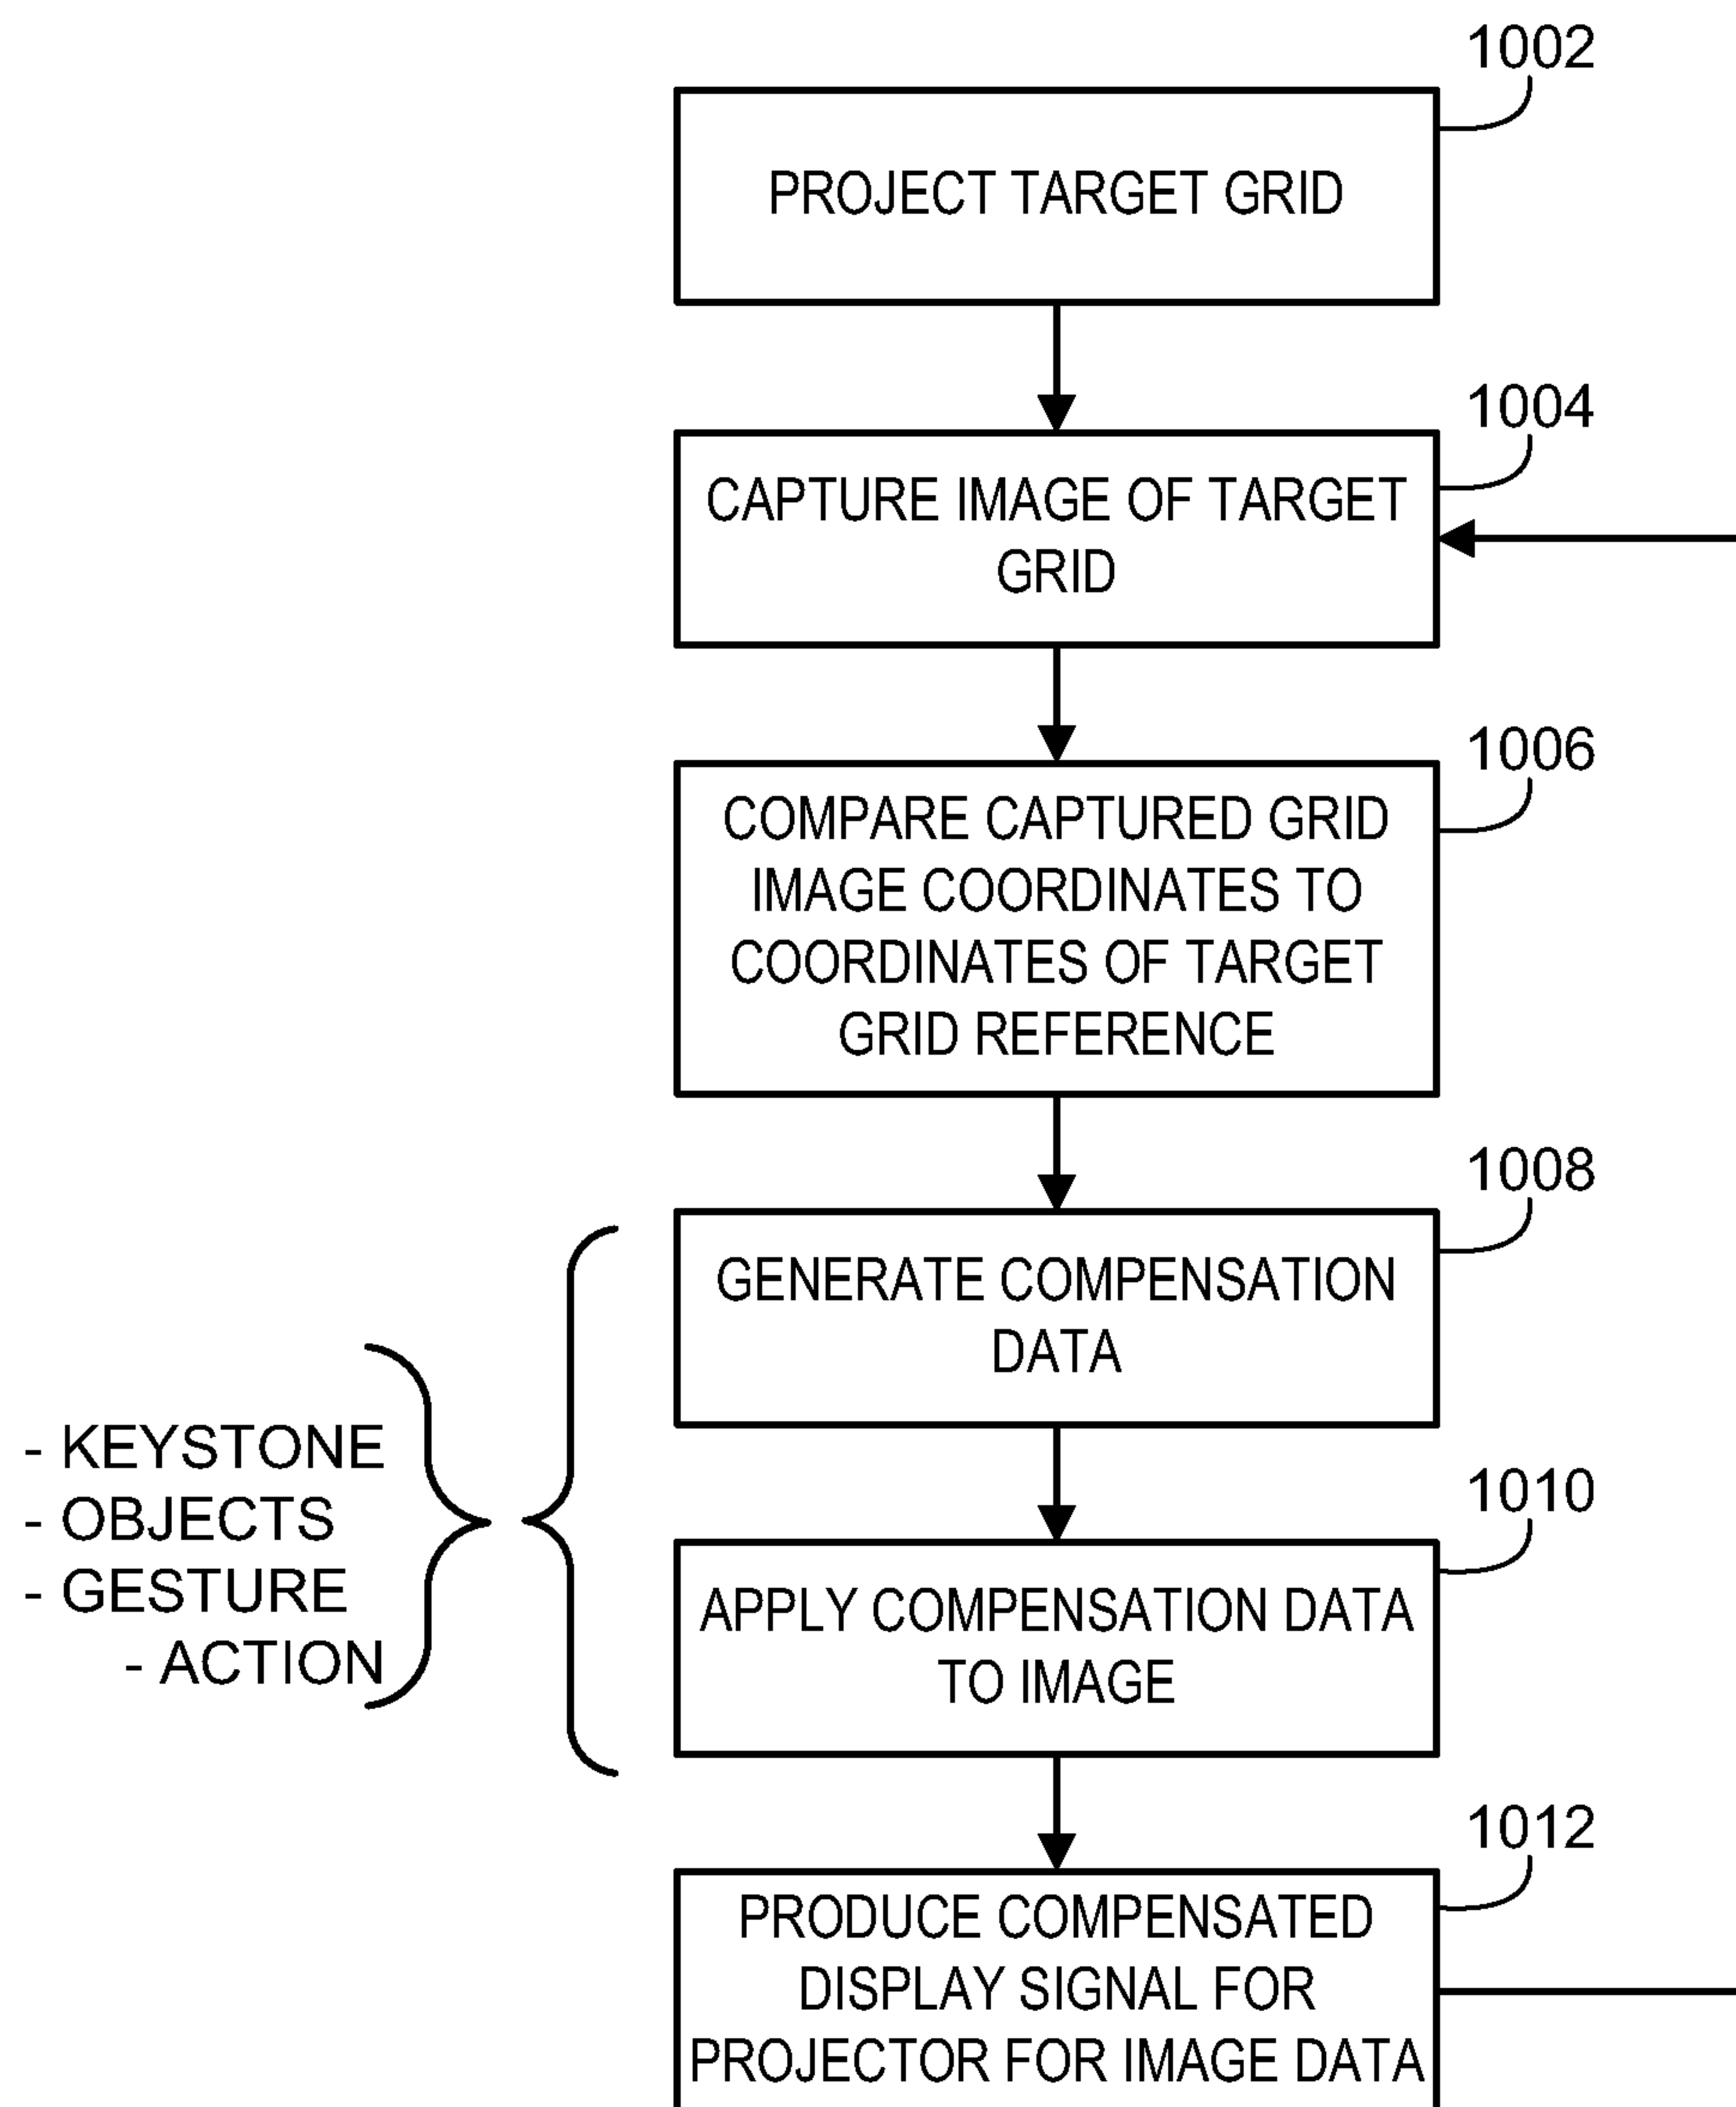 1002
PROJECT TARGET GRID
1004
CAPTURE IMAGE OF TARGET
GRID
1006
COMPARE CAPTURED GRID
IMAGE COORDINATES TO
COORDINATES OF TARGET
GRID REFERENCE
1008
GENERATE COMPENSATION
DATA
- KEYSTONE
- OBJECTS
- GESTURE
- ACTION
1010
APPLY COMPENSATION DATA
TO IMAGE
1012
PRODUCE COMPENSATED
DISPLAY SIGNAL FOR
PROJECTOR FOR IMAGE DATA